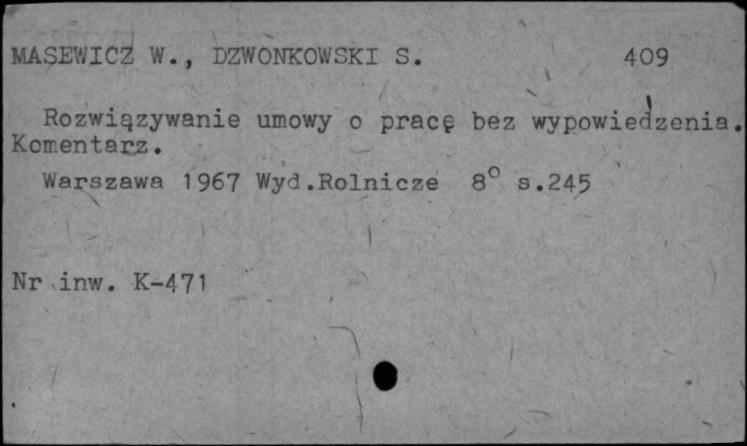 MASEWICZ W., DZWONKOWSKI S. 409
Rozwiązywanie umowy o pracę bez wypowiedzenia.
Komentarz.
Warszawa 1967 Wyd.Rolnicze 8° s.245
Nr inw. K-471